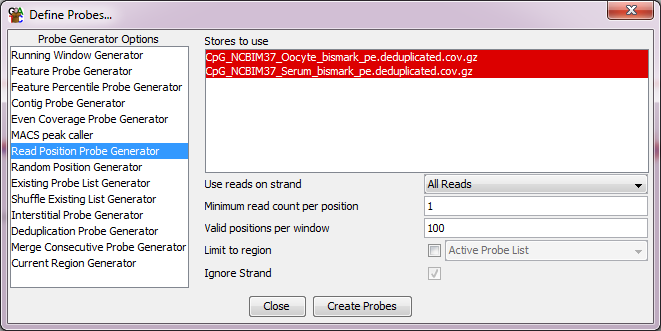 Define Probes...
Probe Generator Options
Running Window Generator
Feature Probe Generator
Feature Percentile Probe Generator
Contig Probe Generator
Even Coverage Probe Generator
MACS peak caller
Read Position Probe Generator
Random Position Generator
Existing Probe List Generator
Shuffle Existing List Generator
Interstitial Probe Generator
Deduplication Probe Generator
Merge Consecutive Probe Generator
Current Region Generator
Stores to use
CpG_NCBIM37_Oocyte_bismark_pe.deduplicated.cov.gz
CpG_NCBIM37_Serum_bismark_pe.deduplicated.cov.gz
Use reads on strand All Reads
Minimum read count per position 1
Valid positions per window 100
Limit to region Active Probe List
Ignore Strand
Close Create Probes